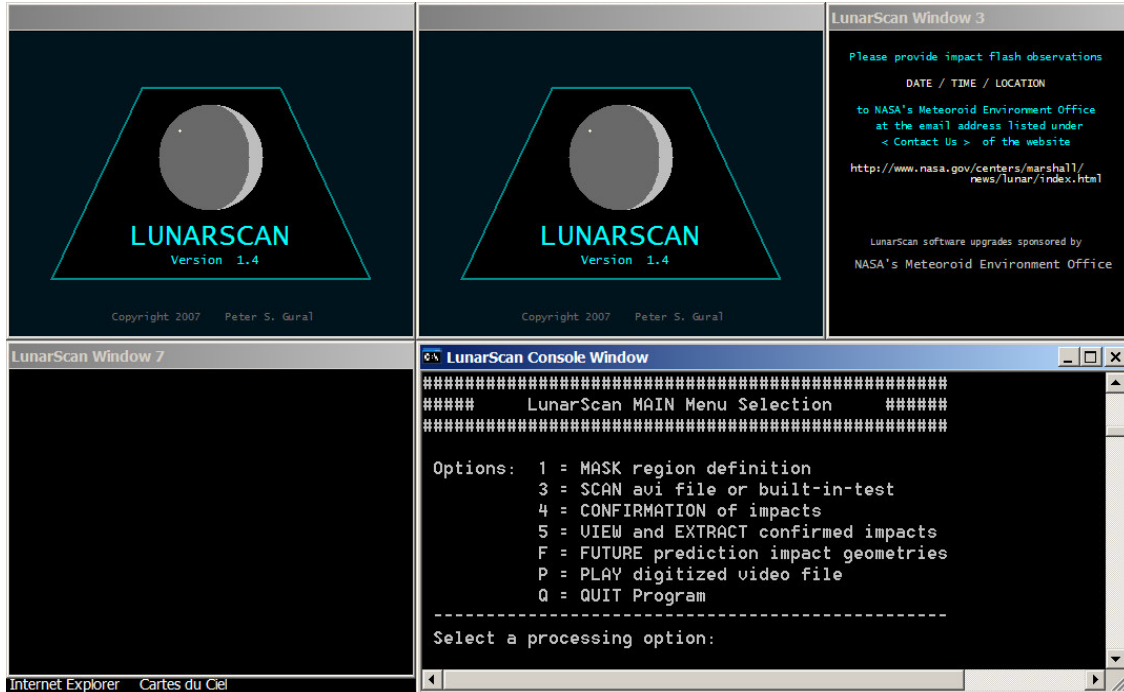 LUNARSCAN
Version 1.4
Copyright 2007 Peter S. Gural
LUNARSCAN
Version 1.4
Copyright 2007 Peter S. Gural
LunarScan Window 3
Please provide impact flash observations
DATE / TIME / LOCATION
to NASA's Meteoroid Environment Office
at the email address listed under
< Contact Us > of the website
http://www.nasa.gov/centers/marshall/
news/lunar/index.html
LunarScan software upgrades sponsored by
NASA's Meteoroid Environment Office
LunarScan Window 7
Internet Explorer Cartes du Ciel
C:\ LunarScan Console Window
##################################################
##### LunarScan MAIN Menu Selection ######
##################################################
Options: 1 = MASK region definition
3 = SCAN avi file or built-in-test
4 = CONFIRMATION of impacts
5 = VIEW and EXTRACT confirmed impacts
F = FUTURE prediction impact geometries
P = PLAY digitized video file
Q = QUIT Program
-------------------------------------------------
Select a processing option: